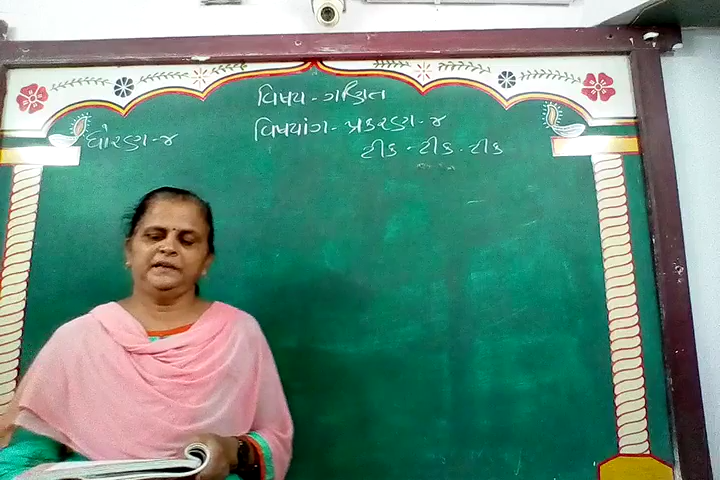 વિષય - ગણિત
ધોરણ - ૪
વિષયાંગ - પ્રકરણ - ૪
ટીક - ટીક - ટીક